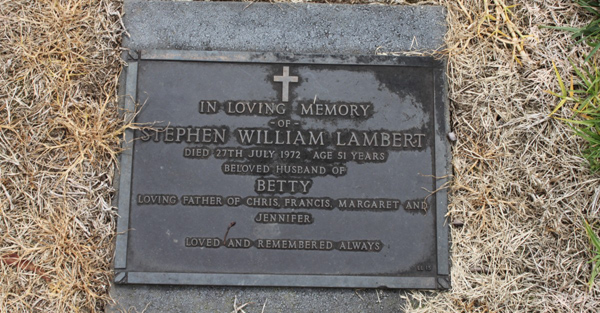 IN LOVING MEMORY
-OF-
STEPHEN WILLIAM LAMBERT
DIED 27TH JULY 1972 AGE 51 YEARS
BELOVED HUSBAND OF
BETTY
LOVING FATHER OF CHRIS, FRANCIS, MARGARET AND
JENNIFER
LOVED AND REMEMBERED ALWAYS